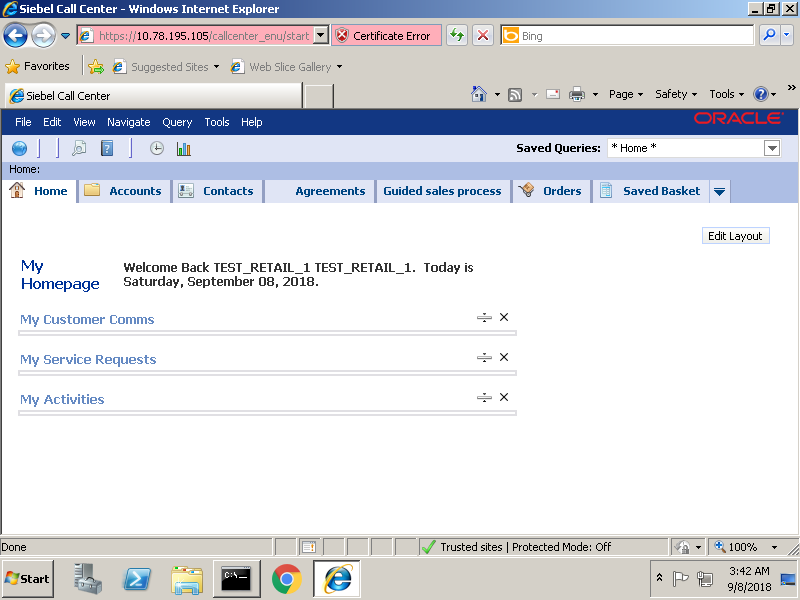 Siebel Call Center - Windows Internet Explorer
https://10.78.195.105/callcenter_enu/start
Certificate Error
Bing
Favorites
Suggested Sites
Web Slice Gallery
Siebel Call Center
Page
Safety
Tools
»
File Edit View Navigate Query Tools Help
ORACLE
Saved Queries: * Home *
Home:
Home Accounts Contacts Agreements Guided sales process Orders Saved Basket
Edit Layout
My Homepage
Welcome Back TEST_RETAIL_1 TEST_RETAIL_1. Today is
Saturday, September 08, 2018.
My Customer Comms
My Service Requests
My Activities
Done
Trusted sites | Protected Mode: Off
100%
Start
C:\_
3:42 AM
9/8/2018